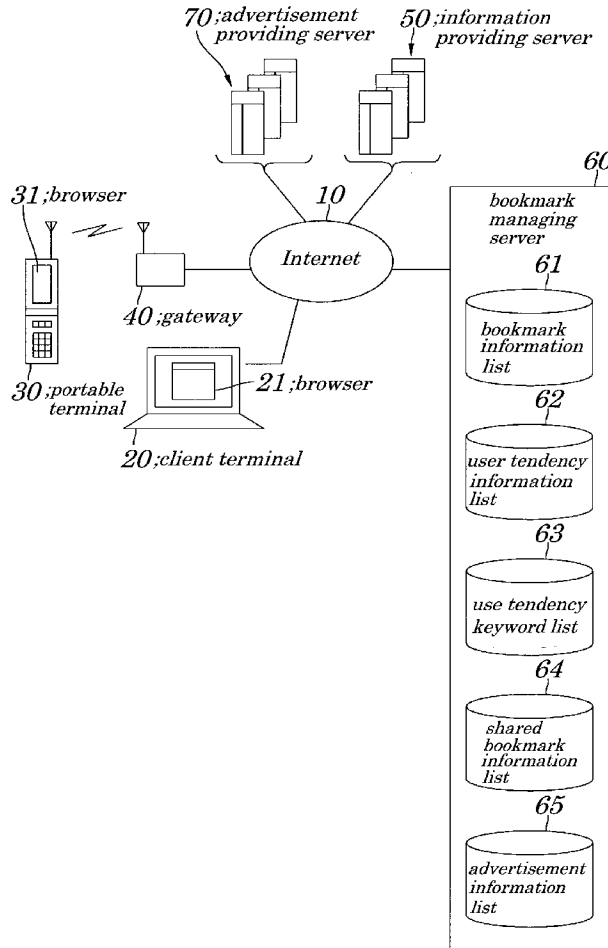 70 ;advertisement
providing server
50 ;information
providing server
60
31 ;browser
10
bookmark
managing
server
Internet
61
40 ;gateway
bookmark
information
list
21 ;browser
30 ;portable
terminal
62
20 ;client terminal
user tendency
information
list
63
use tendency
keyword list
64
shared
bookmark
information
list
65
advertisement
information list